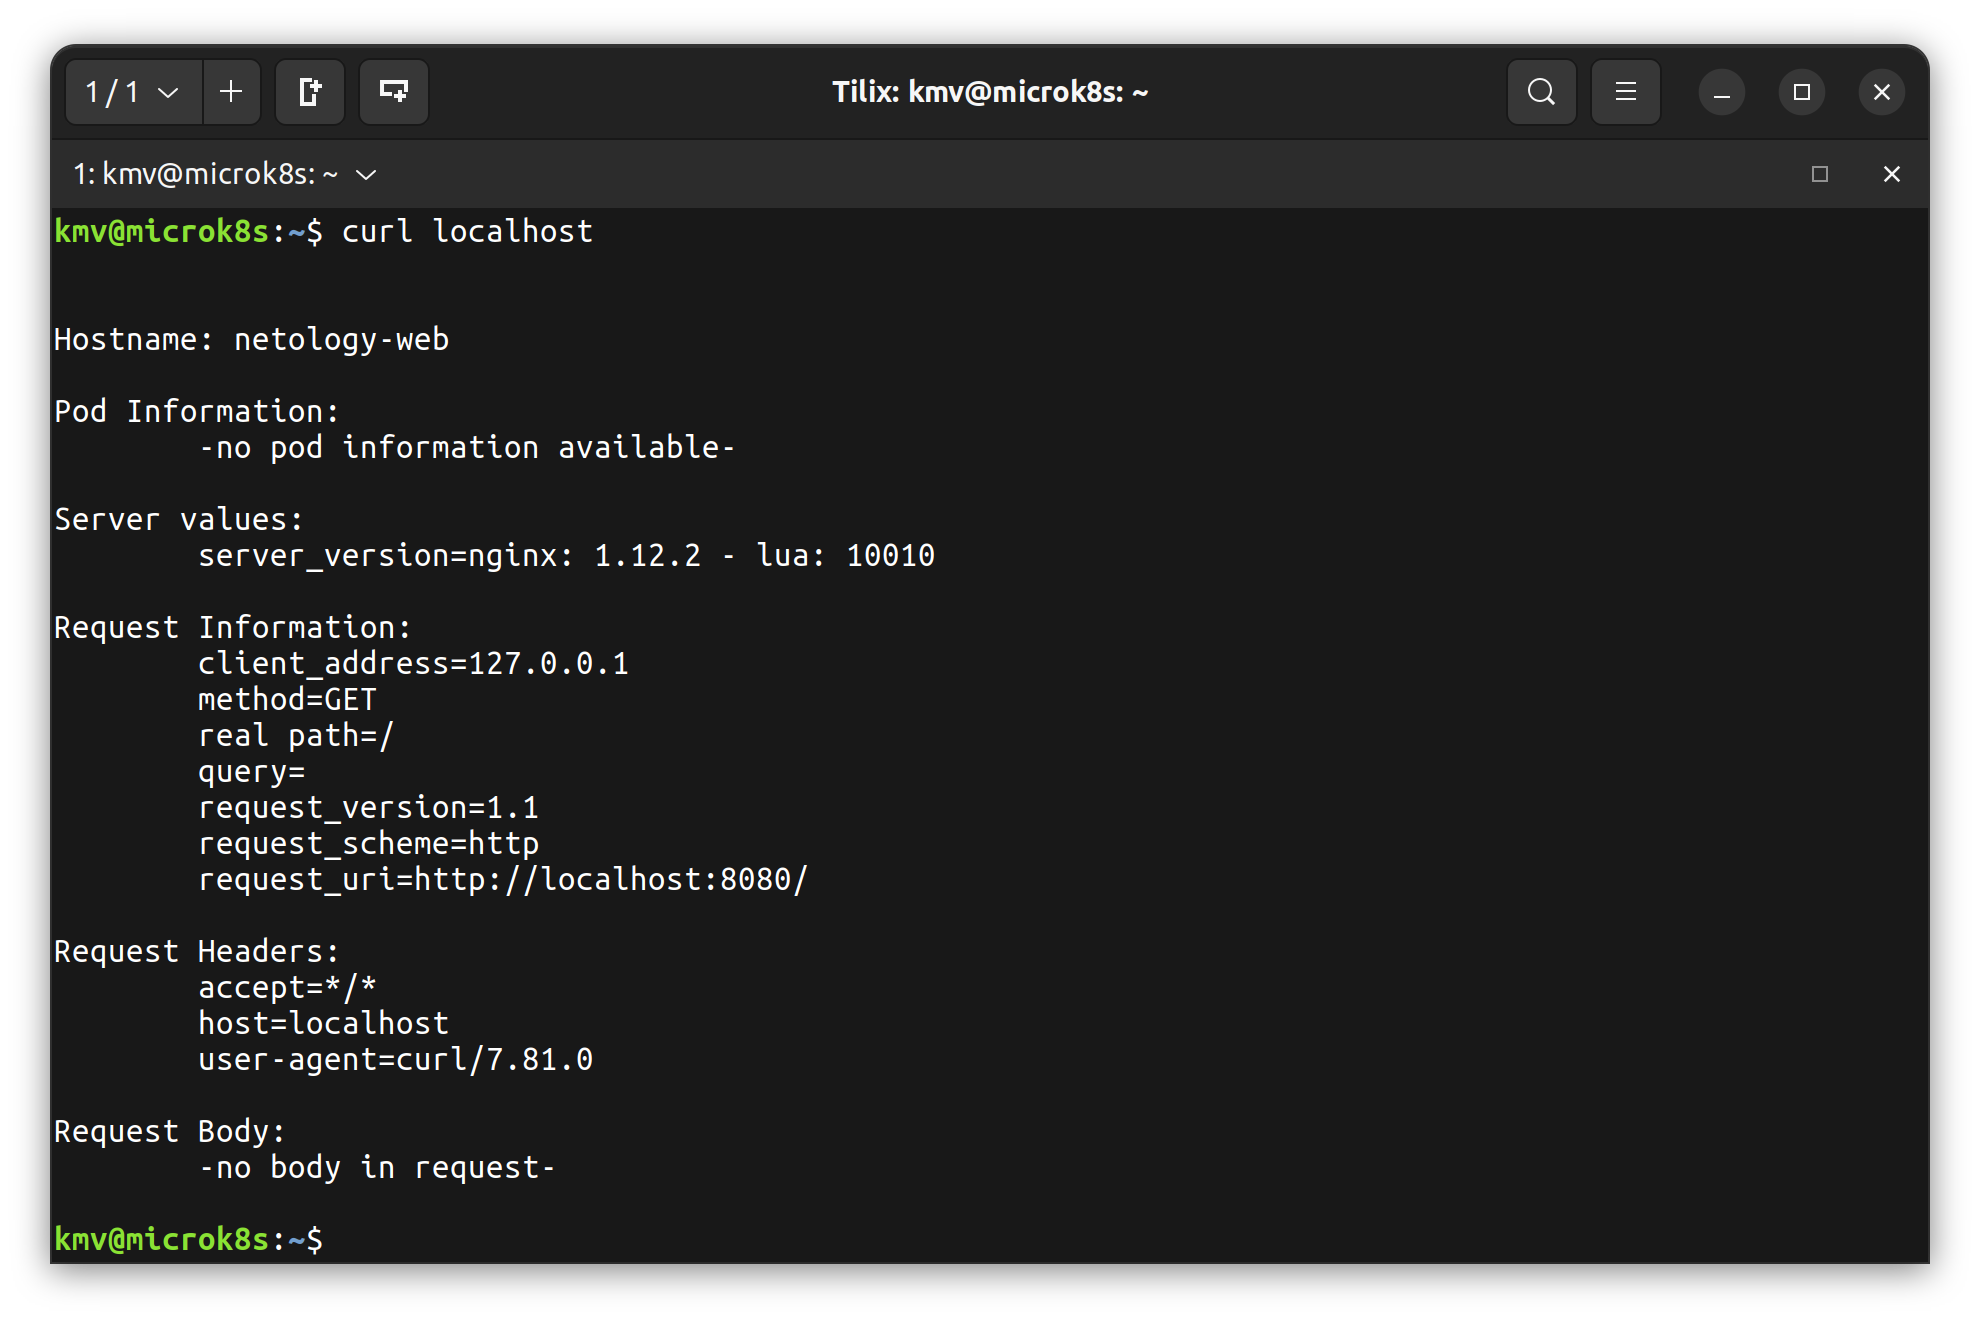 1 / 1
Tilix: kmv@microk8s: ~
1: kmv@microk8s: ~
kmv@microk8s:~$ curl localhost
Hostname: netology-web
Pod Information:
-no pod information available-
Server values:
server_version=nginx: 1.12.2 - lua: 10010
Request Information:
client_address=127.0.0.1
method=GET
real path=/
query=
request_version=1.1
request_scheme=http
request_uri=http://localhost:8080/
Request Headers:
accept=*/*
host=localhost
user-agent=curl/7.81.0
Request Body:
-no body in request-
kmv@microk8s:~$